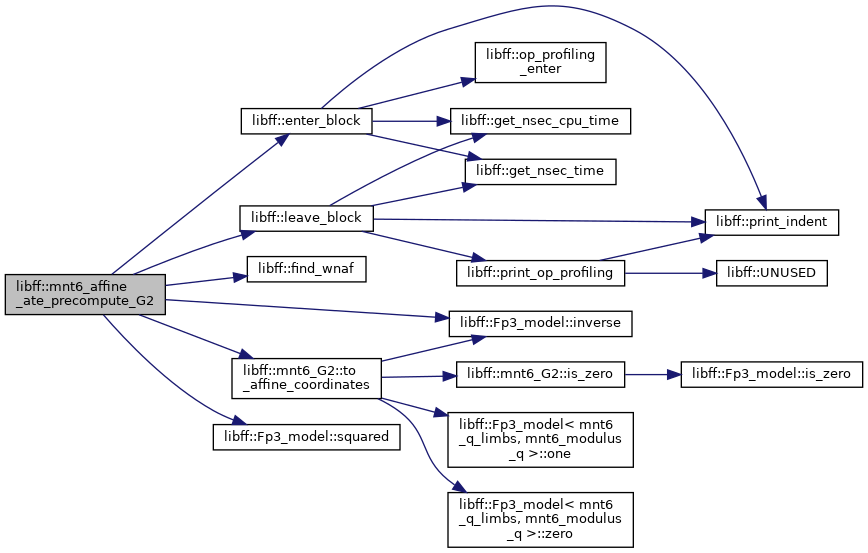 libff::op_profiling
_enter
libff::enter_block
libff::get_nsec_cpu_time
libff::get_nsec_time
libff::leave_block
libff::print_indent
libff::find_wnaf
libff::print_op_profiling
libff::UNUSED
libff::mnt6_affine
_ate_precompute_G2
libff::Fp3_model::inverse
libff::mnt6_G2::to
_affine_coordinates
libff::mnt6_G2::is_zero
libff::Fp3_model::is_zero
libff::Fp3_model::squared
libff::Fp3_model< mnt6
_q_limbs, mnt6_modulus
_q >::one
libff::Fp3_model< mnt6
_q_limbs, mnt6_modulus
_q >::zero